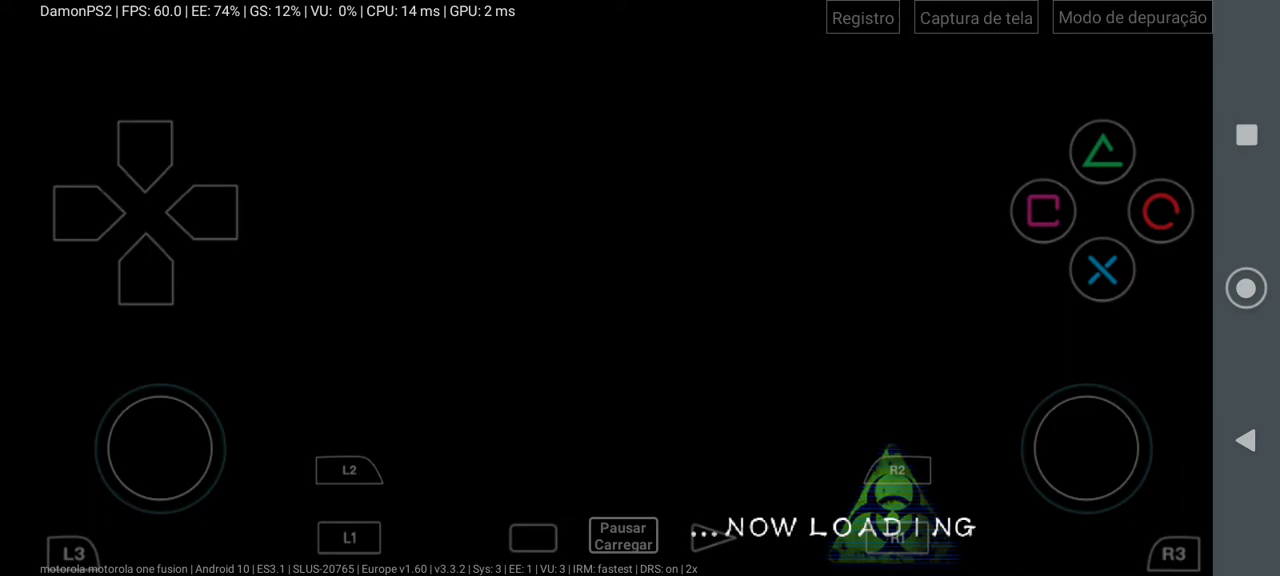 DamonPS2 | FPS: 60.0 | EE: 74% | GS: 12% | VU: 0% | CPU: 14 ms | GPU: 2 ms
Registro
Captura de tela
Modo de depuração
L2
R2
L1
Pausar
Carregar
...NOW LOADING
R1
L3
R3
motorola motorola one fusion | Android 10 | ES3.1 | SLUS-20765 | Europe v1.60 | v3.3.2 | Sys: 3 | EE: 1 | VU: 3 | IRM: fastest | DRS: on | 2x